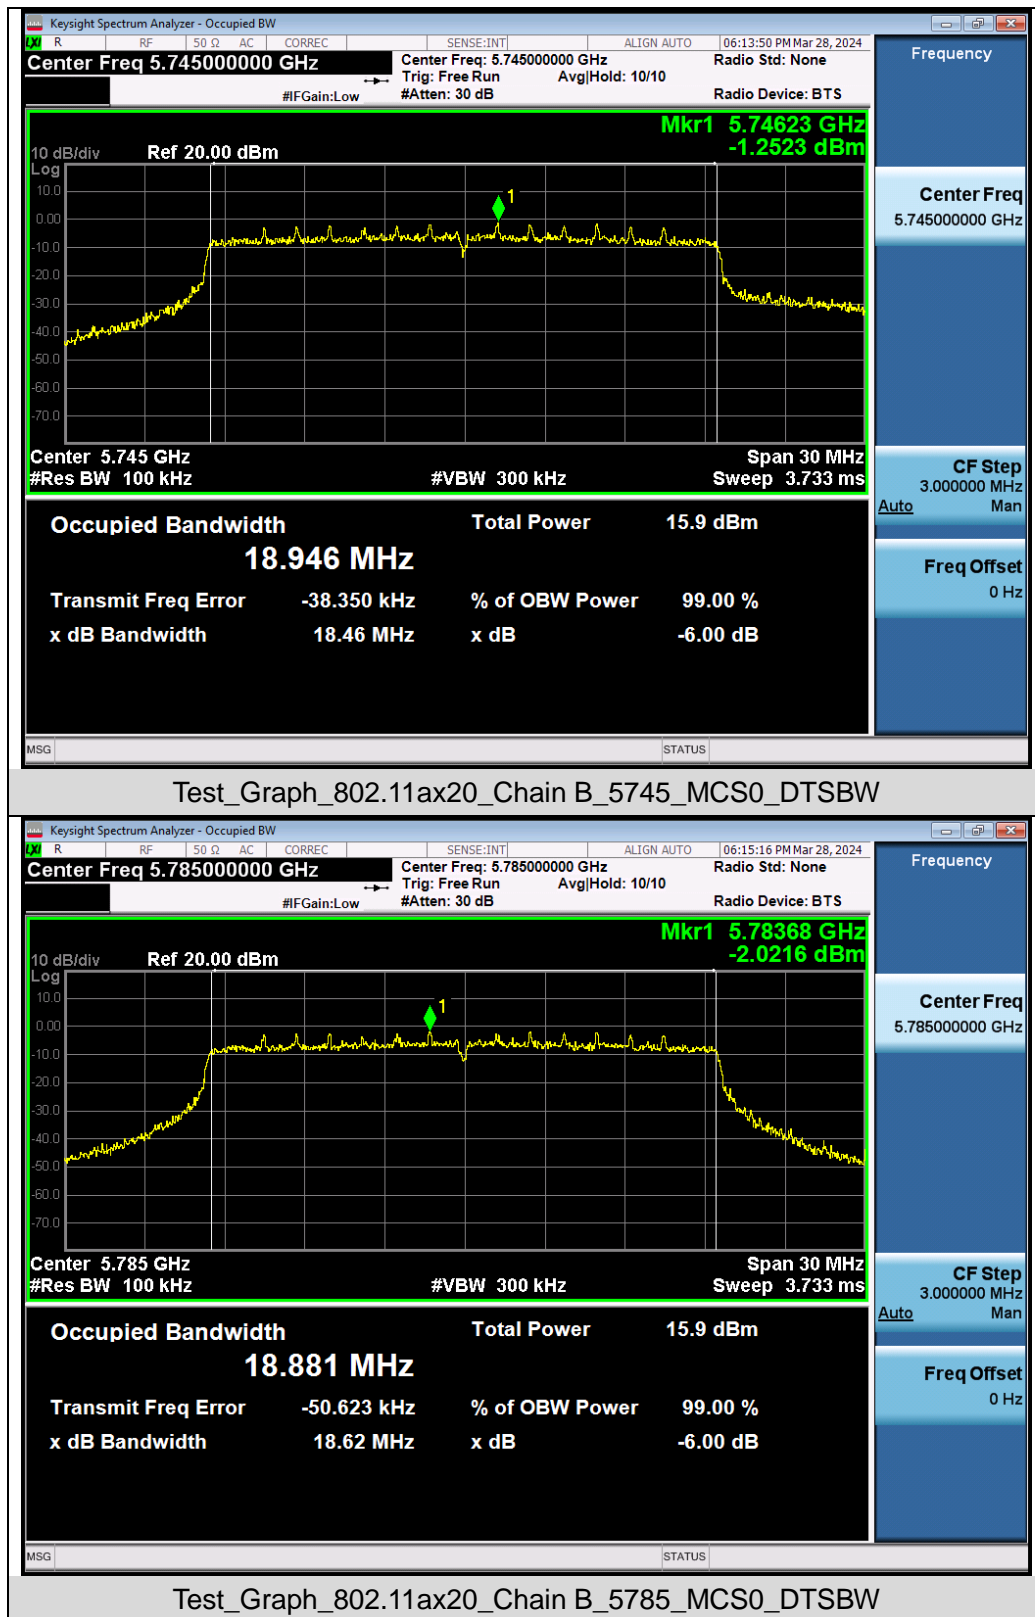 Keysight Spectrum Analyzer - Occupied BW
LXI R RF 50 Ω AC CORREC SENSE:INT ALIGN AUTO 06:13:50 PM Mar 28, 2024
Center Freq 5.745000000 GHz Center Freq: 5.745000000 GHz Radio Std: None
Trig: Free Run Avg|Hold: 10/10
#IFGain:Low #Atten: 30 dB Radio Device: BTS
Frequency
Mkr1 5.74623 GHz
-1.2523 dBm
10 dB/div Ref 20.00 dBm
Log
10.0
0.00
-10.0
-20.0
-30.0
-40.0
-50.0
-60.0
-70.0
1
Center Freq
5.745000000 GHz
Center 5.745 GHz Span 30 MHz
#Res BW 100 kHz #VBW 300 kHz Sweep 3.733 ms
CF Step
3.000000 MHz
Auto Man
Occupied Bandwidth Total Power 15.9 dBm
18.946 MHz
Transmit Freq Error -38.350 kHz % of OBW Power 99.00 %
x dB Bandwidth 18.46 MHz x dB -6.00 dB
Freq Offset
0 Hz
MSG STATUS
Test_Graph_802.11ax20_Chain B_5745_MCS0_DTSBW
Keysight Spectrum Analyzer - Occupied BW
LXI R RF 50 Ω AC CORREC SENSE:INT ALIGN AUTO 06:15:16 PM Mar 28, 2024
Center Freq 5.785000000 GHz Center Freq: 5.785000000 GHz Radio Std: None
Trig: Free Run Avg|Hold: 10/10
#IFGain:Low #Atten: 30 dB Radio Device: BTS
Frequency
Mkr1 5.78368 GHz
-2.0216 dBm
10 dB/div Ref 20.00 dBm
Log
10.0
0.00
-10.0
-20.0
-30.0
-40.0
-50.0
-60.0
-70.0
1
Center Freq
5.785000000 GHz
Center 5.785 GHz Span 30 MHz
#Res BW 100 kHz #VBW 300 kHz Sweep 3.733 ms
CF Step
3.000000 MHz
Auto Man
Occupied Bandwidth Total Power 15.9 dBm
18.881 MHz
Transmit Freq Error -50.623 kHz % of OBW Power 99.00 %
x dB Bandwidth 18.62 MHz x dB -6.00 dB
Freq Offset
0 Hz
MSG STATUS
Test_Graph_802.11ax20_Chain B_5785_MCS0_DTSBW